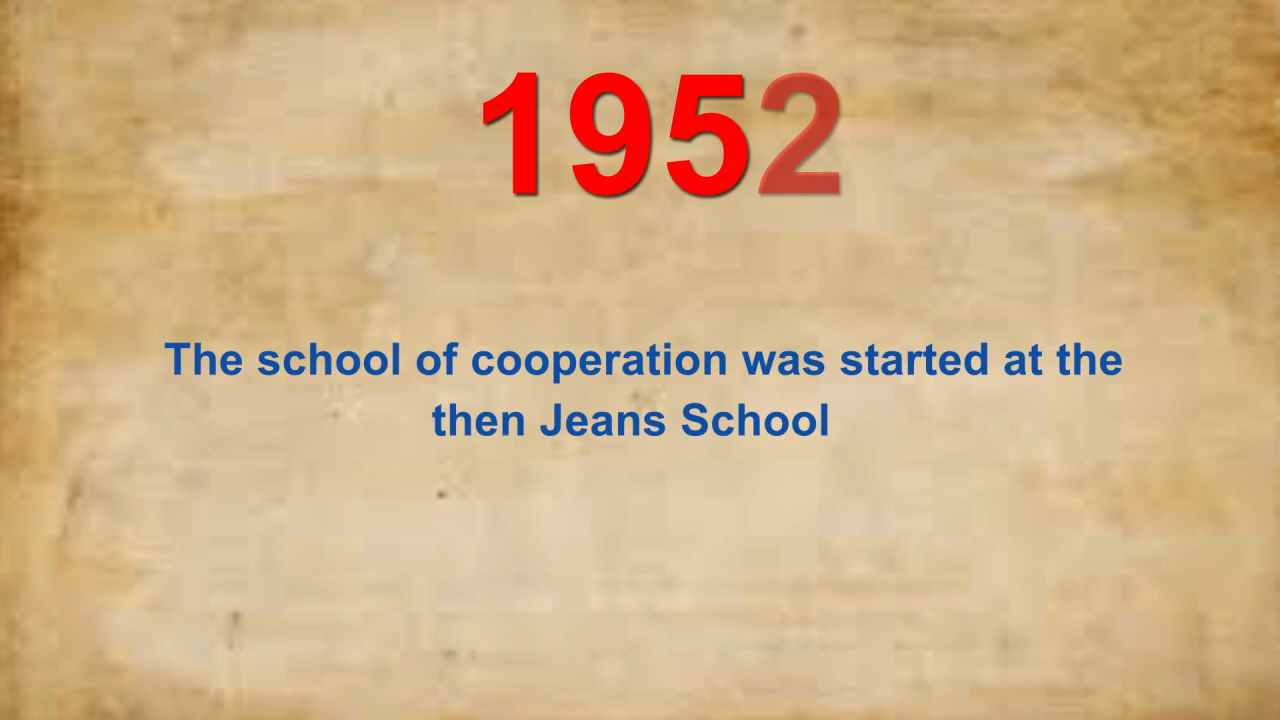 1952
The school of cooperation was started at the
then Jeans School